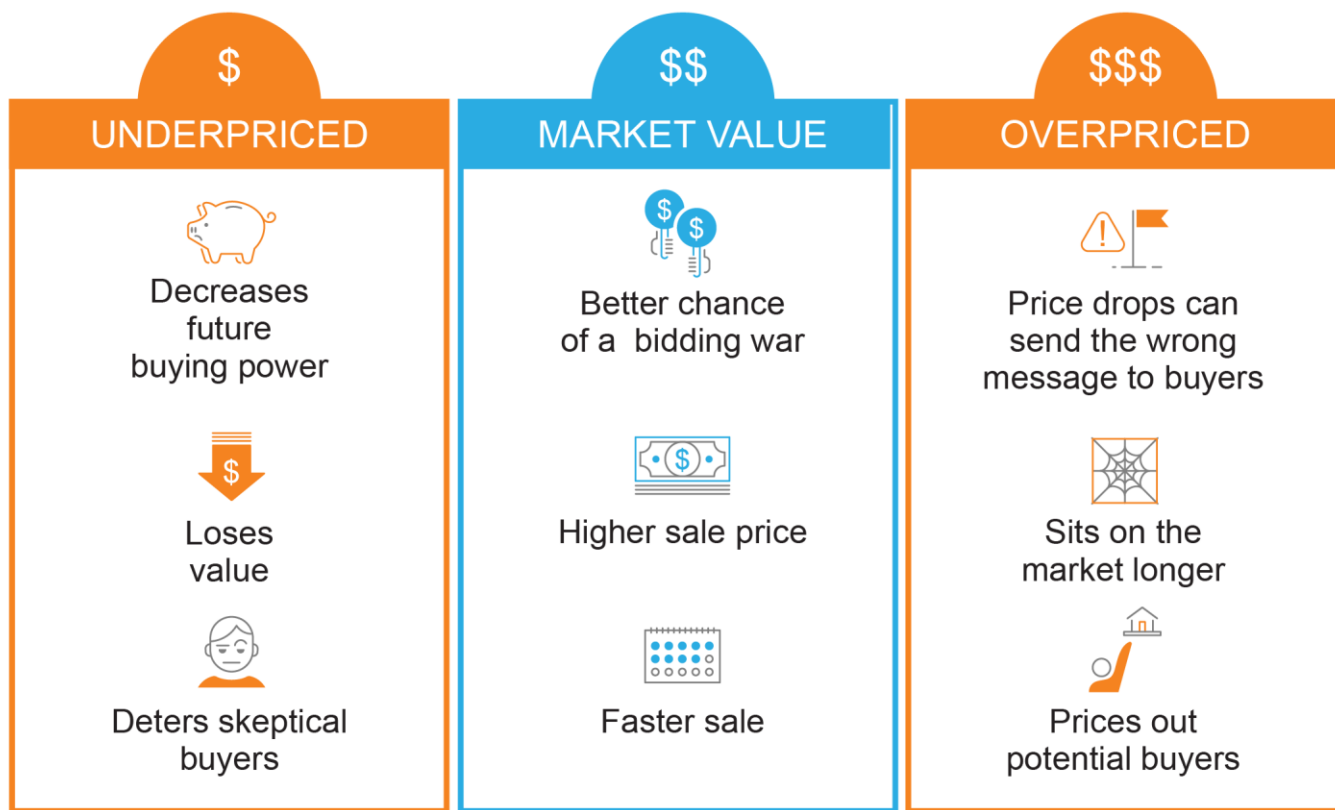 $
UNDERPRICED
Decreases
future
buying power
$
Loses
value
Deters skeptical
buyers
$$
MARKET VALUE
$
$
Better chance
of a bidding war
$
Higher sale price
Faster sale
$$$
OVERPRICED
!
Price drops can
send the wrong
message to buyers
Sits on the
market longer
Prices out
potential buyers